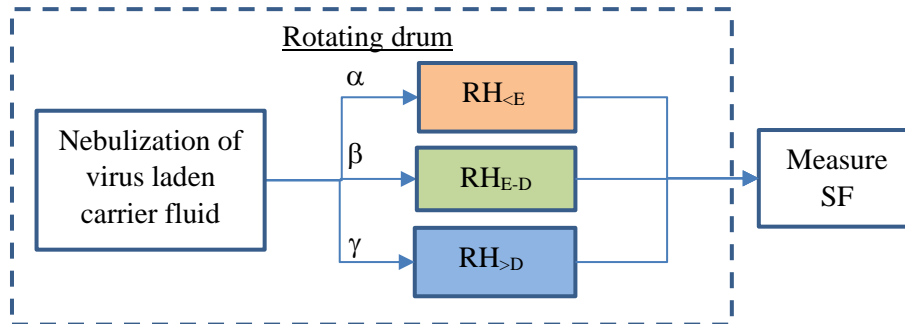 Rotating drum
α
RH<E
Nebulization of
virus laden
carrier fluid
β
RHE-D
Measure
SF
γ
RH>D